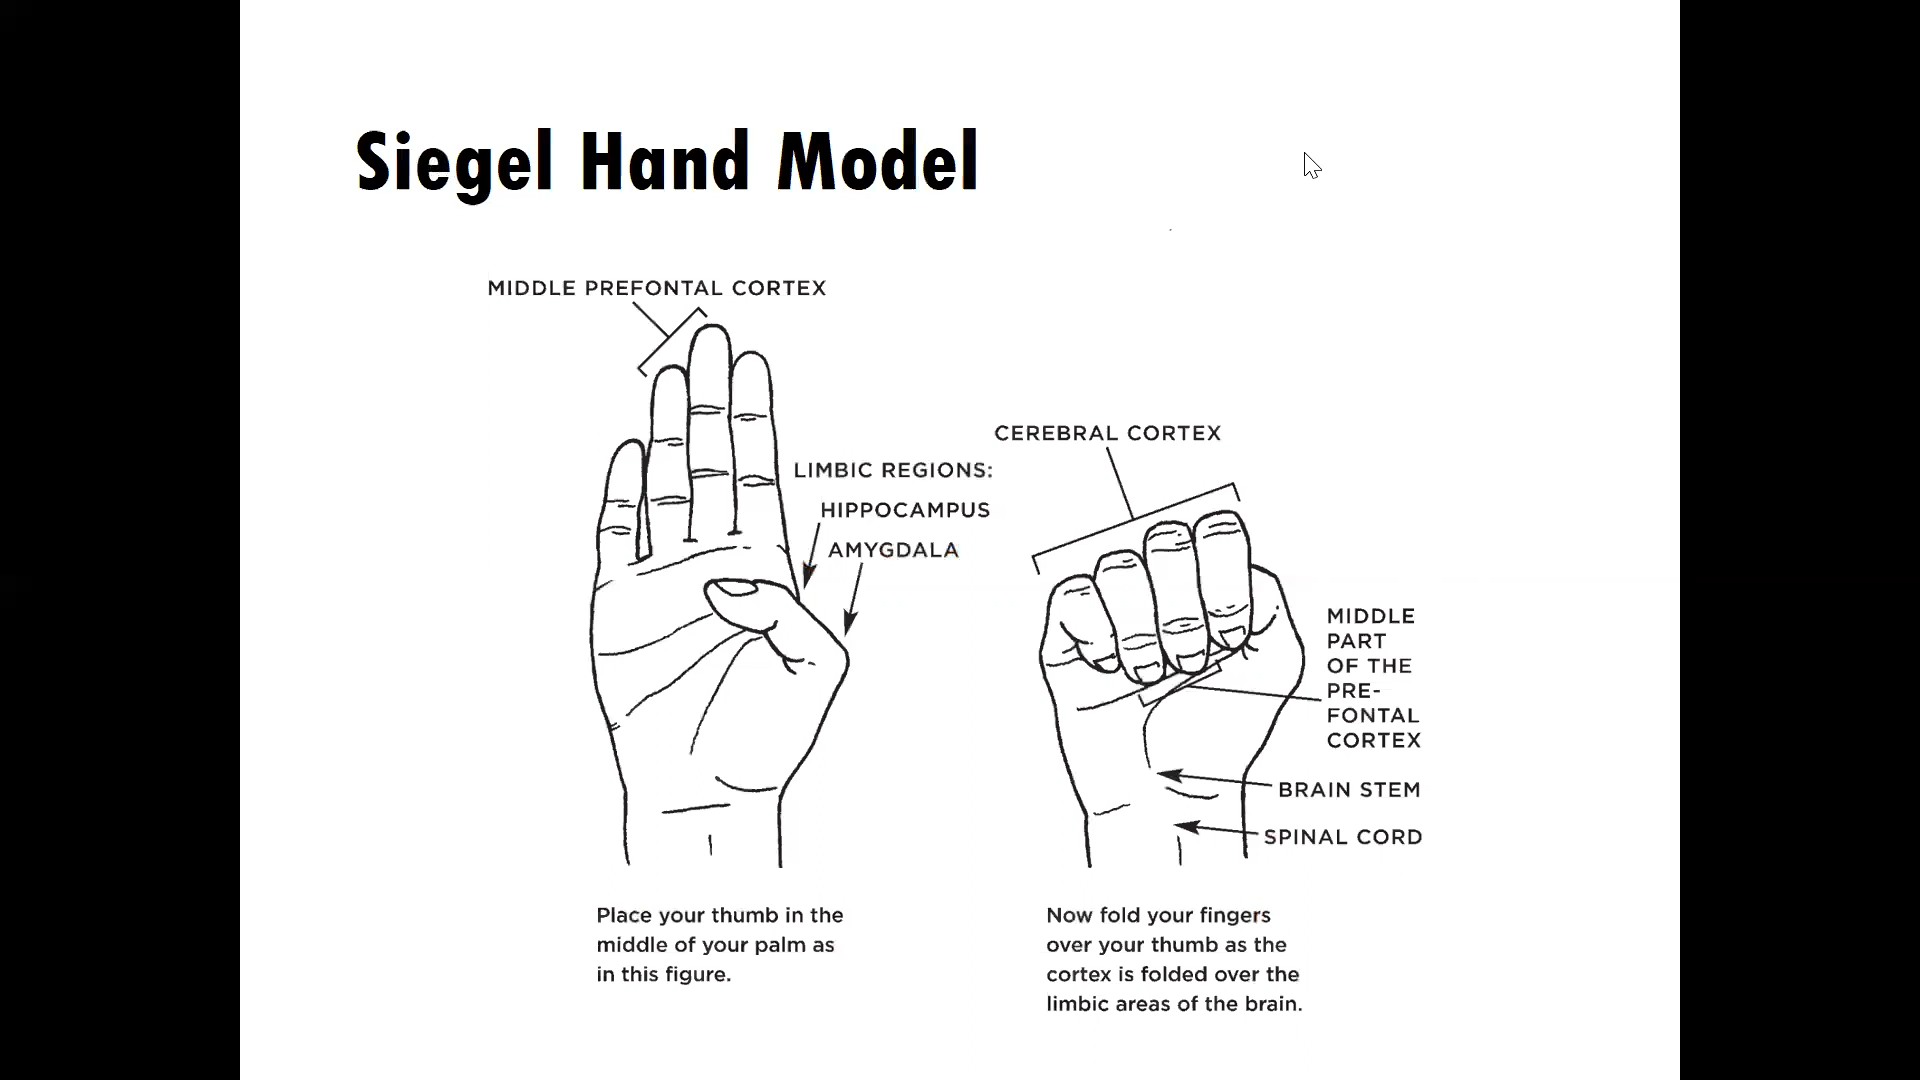 Siegel Hand Model
MIDDLE PREFONTAL CORTEX
LIMBIC REGIONS:
HIPPOCAMPUS
AMYGDALA
Place your thumb in the
middle of your palm as
in this figure.
CEREBRAL CORTEX
MIDDLE
PART
OF THE
PRE-
FONTAL
CORTEX
BRAIN STEM
SPINAL CORD
Now fold your fingers
over your thumb as the
cortex is folded over the
limbic areas of the brain.